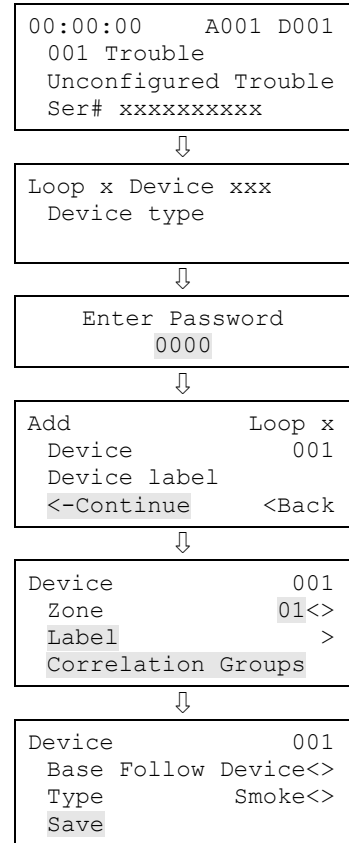 00:00:00 A001 D001
001 Trouble
Unconfigured Trouble
Ser# xxxxxxxxxx
⇩
Loop x Device xxx
Device type
⇩
Enter Password
0000
⇩
Add Loop x
Device 001
Device label
<-Continue <Back
⇩
Device 001
Zone 01<>
Label >
Correlation Groups
⇩
Device 001
Base Follow Device<>
Type Smoke<>
Save